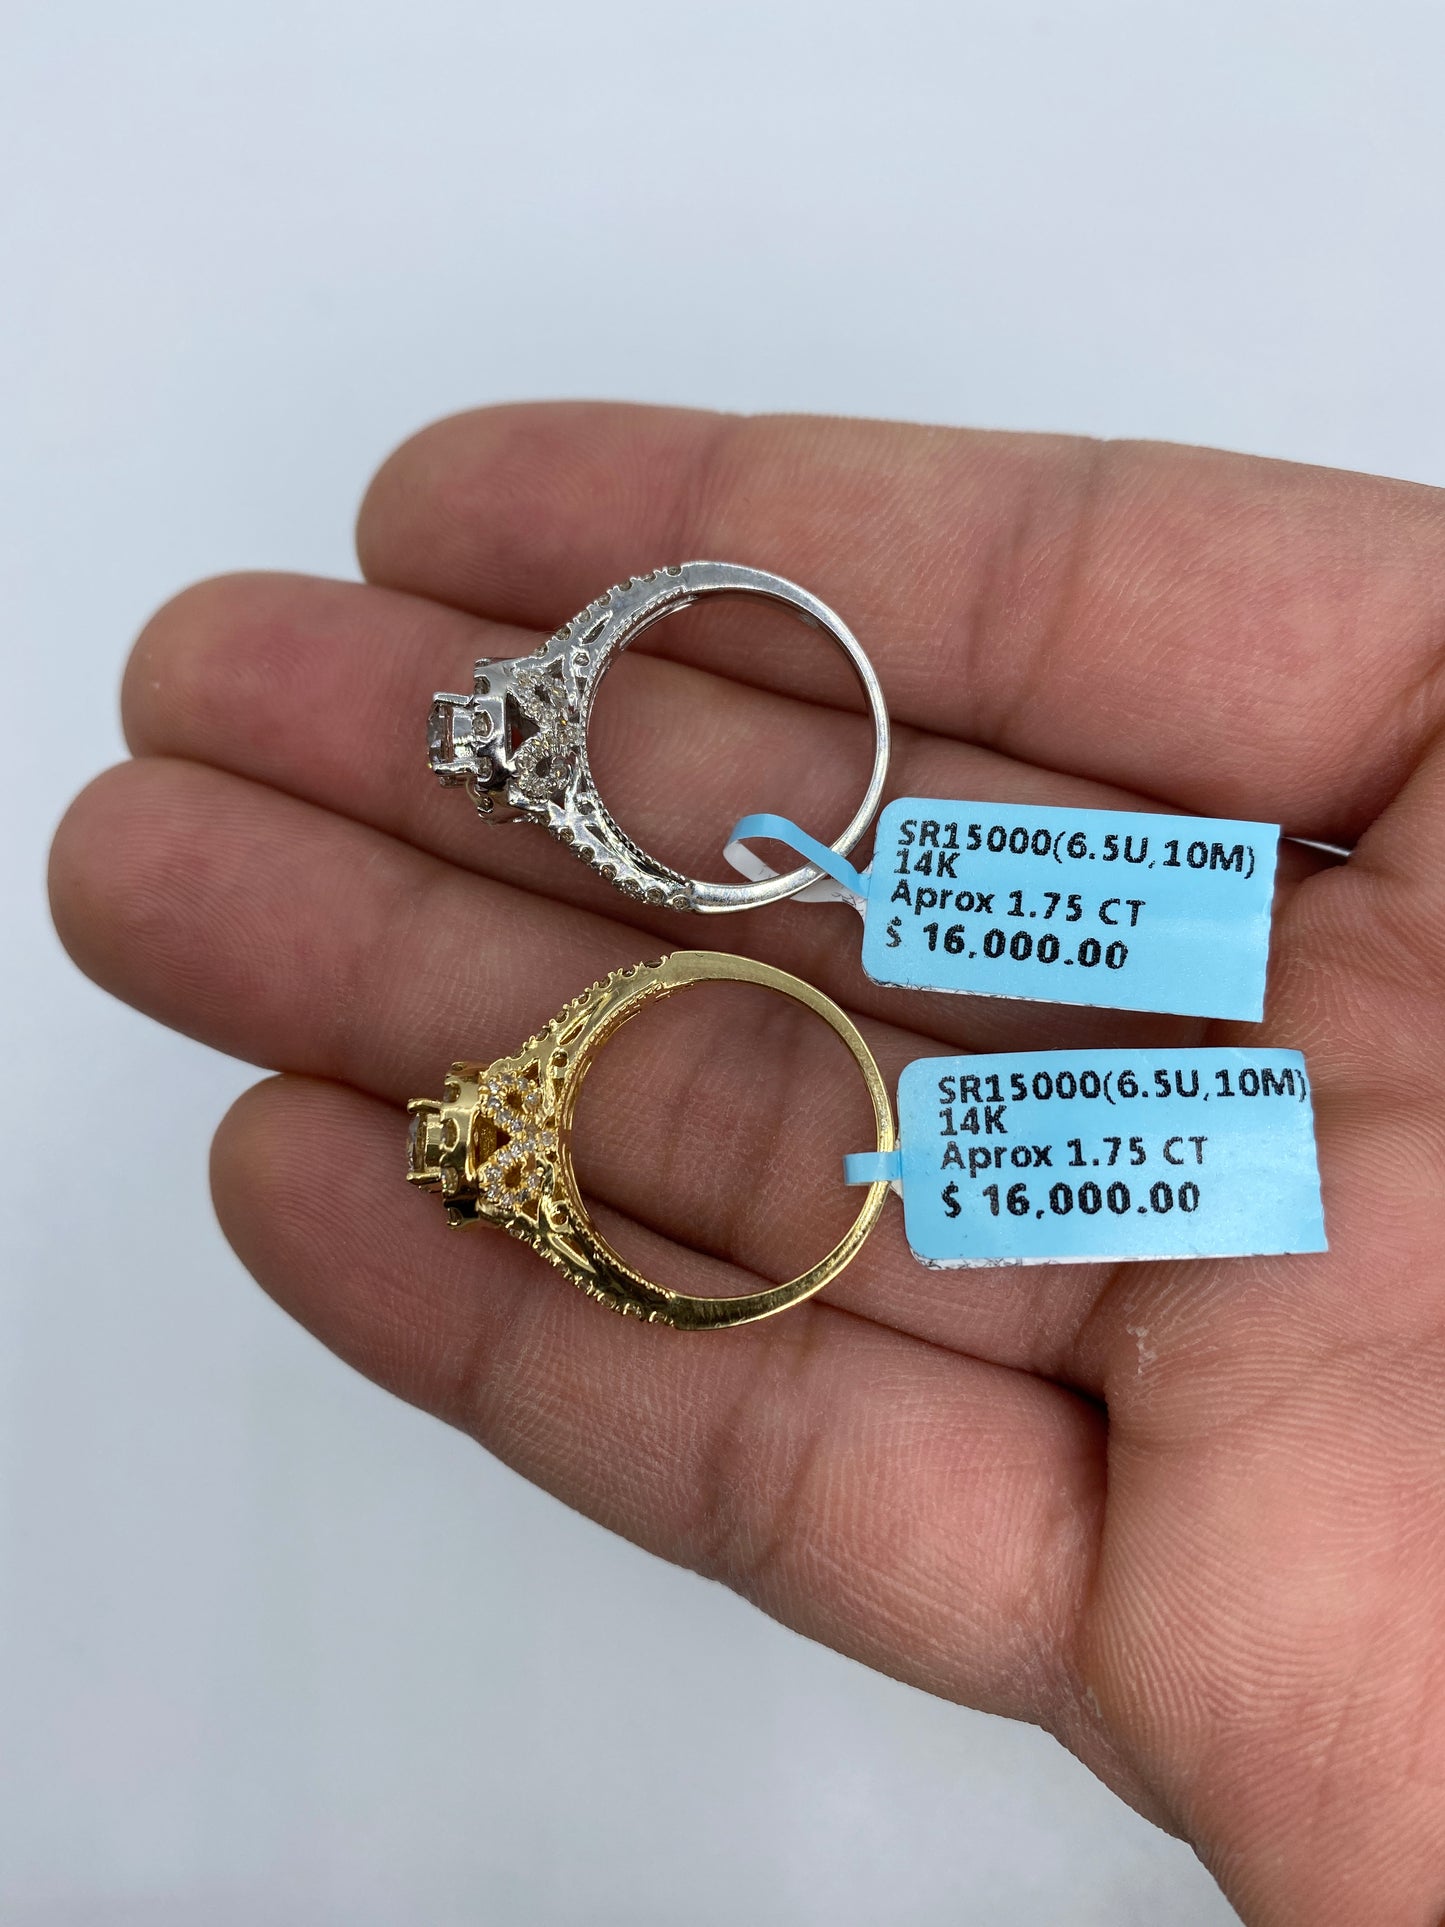 SR15000(6.5U,10M)
14K
Aprox 1.75 CT
$ 16,000.00
SR15000(6.5U,10M)
14K
Aprox 1.75 CT
$ 16,000.00